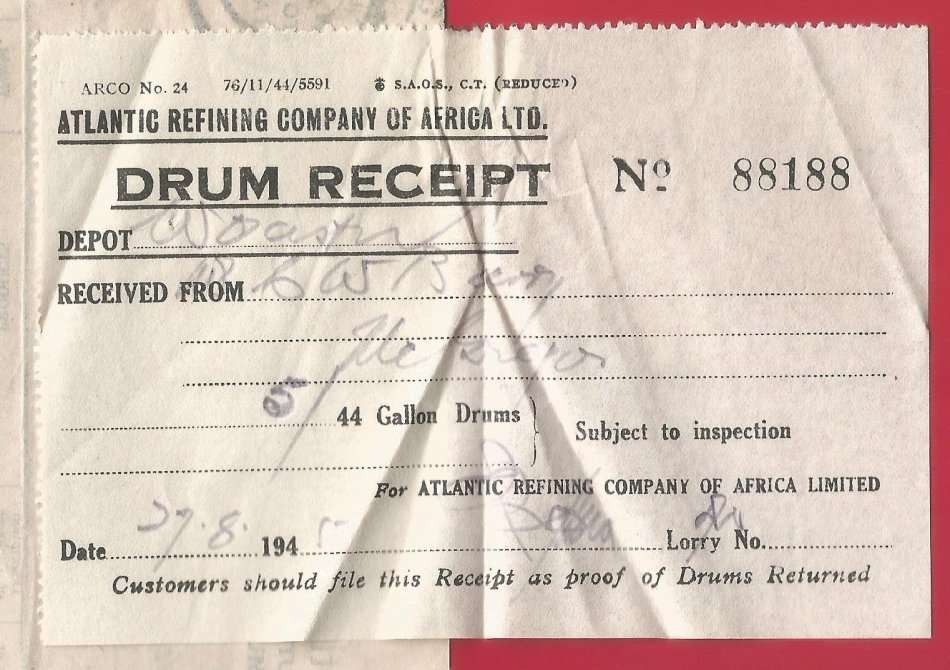 ARCO No. 24 76/11/44/5591 S.A.O.S., C.T. (REDUCED)
ATLANTIC REFINING COMPANY OF AFRICA LTD.
DRUM RECEIPT No 88188
DEPOT Worcester
RECEIVED FROM
McGregor
44 Gallon Drums
Subject to inspection
For ATLANTIC REFINING COMPANY OF AFRICA LIMITED
Date 27.8. 1945 Lorry No.
Customers should file this Receipt as proof of Drums Returned